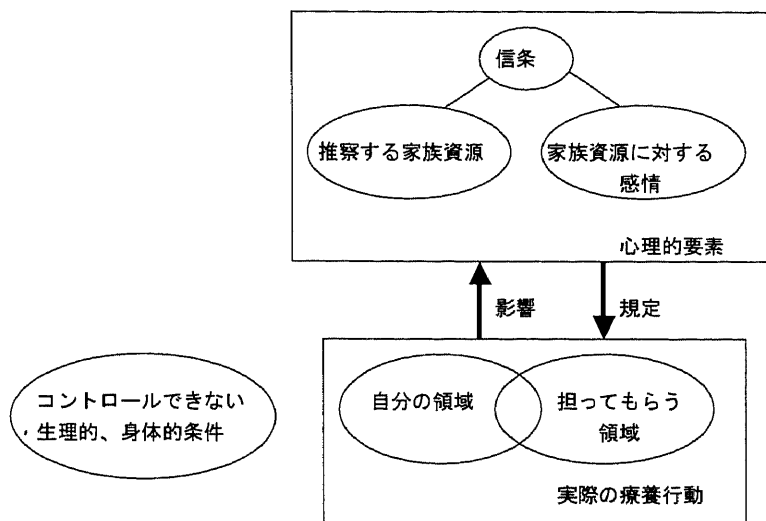 信条
推察する家族資源
家族資源に対する
感情
心理的要素
影響
規定
コントロールできない
生理的、身体的条件
自分の領域
担ってもらう
領域
実際の療養行動